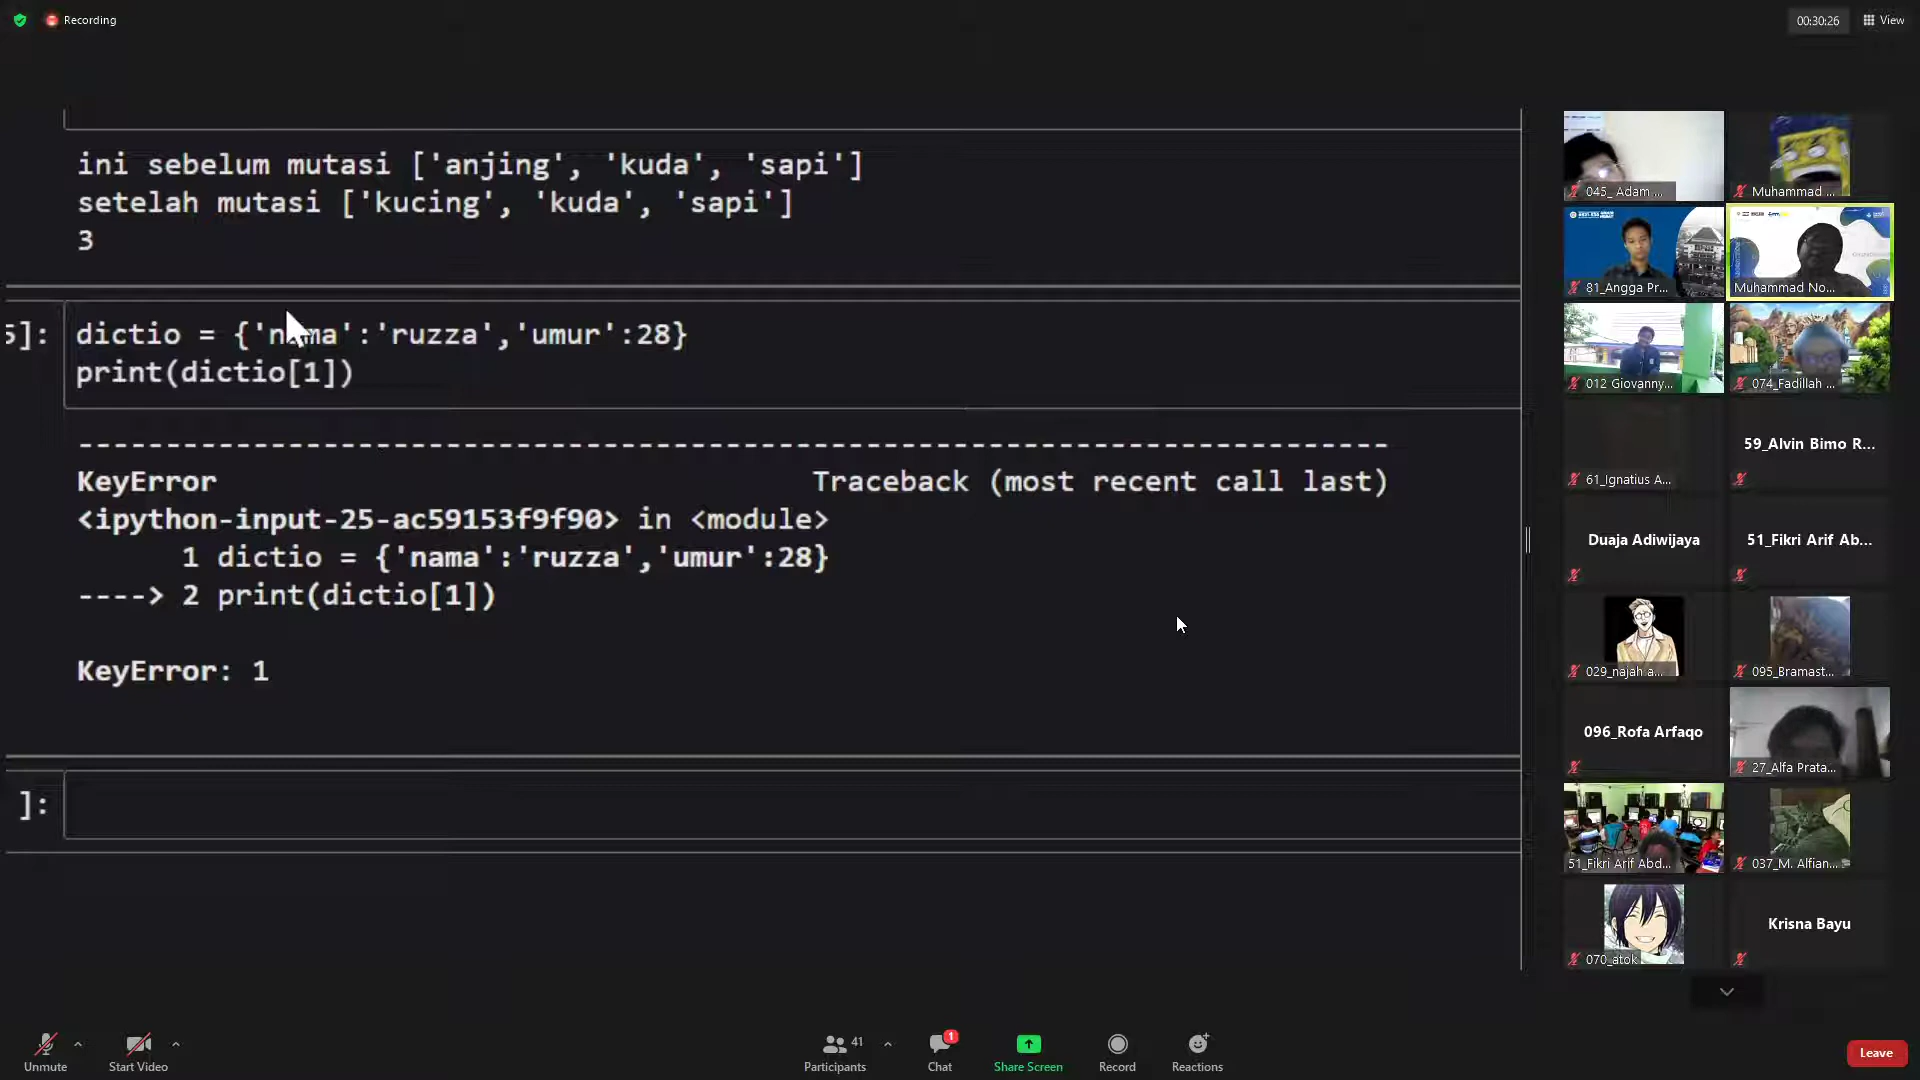 Recording
00:30:26
View
ini sebelum mutasi ['anjing', 'kuda', 'sapi']
setelah mutasi ['kucing', 'kuda', 'sapi']
3
5]:
dictio = {'nama':'ruzza','umur':28}
print(dictio[1])
---------------------------------------------------------------------------
KeyError Traceback (most recent call last)
<ipython-input-25-ac59153f9f90> in <module>
1 dictio = {'nama':'ruzza','umur':28}
----> 2 print(dictio[1])
KeyError: 1
]:
045_ Adam ...
Muhammad ...
81_Angga Pr...
Muhammad No...
012 Giovanny...
074_Fadillah ...
61_Ignatius A...
59_Alvin Bimo R...
Duaja Adiwijaya
51_Fikri Arif Ab...
029_najah a...
095_Bramast...
096_Rofa Arfaqo
27_Alfa Prata...
51_Fikri Arif Abd...
037_M. Alfian...
070_atok
Krisna Bayu
Unmute
Start Video
41
Participants
1
Chat
Share Screen
Record
Reactions
Leave